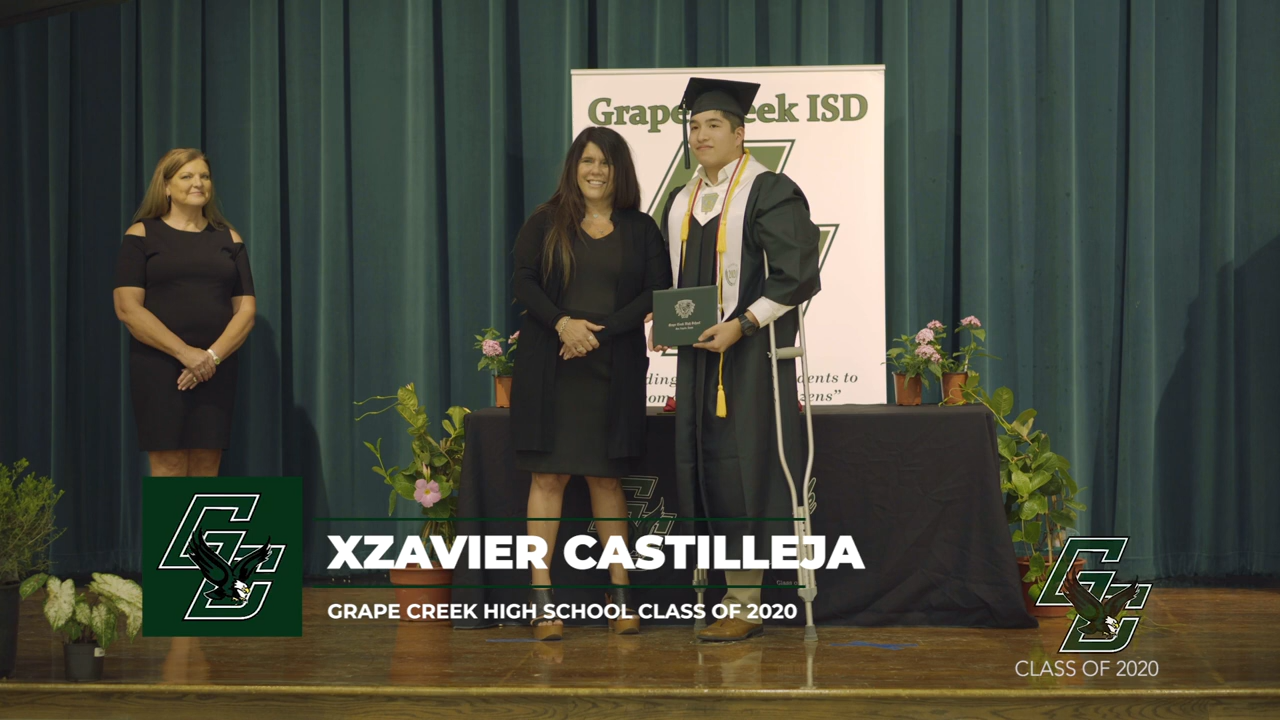 Grape Creek ISD
XZAVIER CASTILLEJA
GRAPE CREEK HIGH SCHOOL CLASS OF 2020
CLASS OF 2020